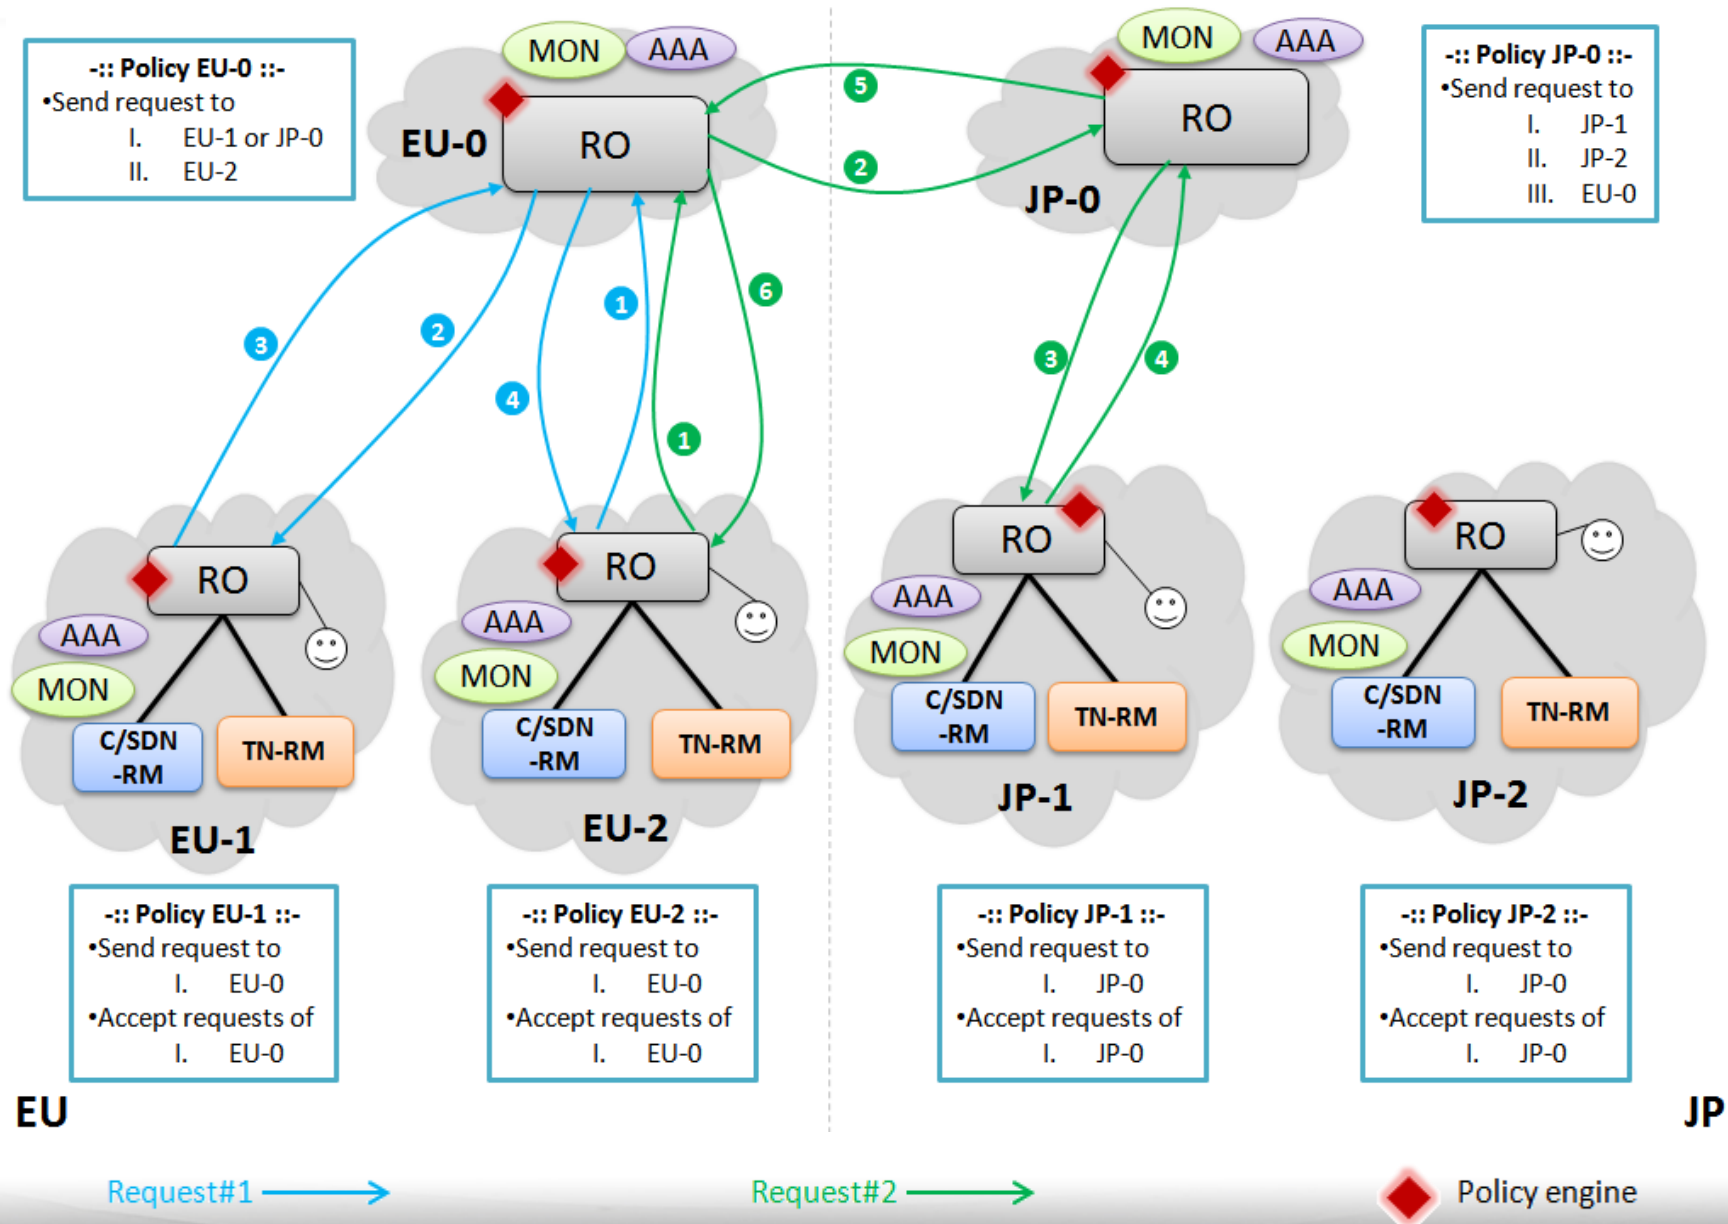 -:: Policy EU-0 ::-
•Send request to
I. EU-1 or JP-0
II. EU-2
MON
AAA
RO
EU-0
MON
AAA
RO
JP-0
-:: Policy JP-0 ::-
•Send request to
I. JP-1
II. JP-2
III. EU-0
5
2
3
2
1
4
1
6
3
4
RO
AAA
MON
C/SDN
-RM
TN-RM
EU-1
RO
AAA
MON
C/SDN
-RM
TN-RM
EU-2
RO
AAA
MON
C/SDN
-RM
TN-RM
JP-1
RO
AAA
MON
C/SDN
-RM
TN-RM
JP-2
-:: Policy EU-1 ::-
•Send request to
I. EU-0
•Accept requests of
I. EU-0
-:: Policy EU-2 ::-
•Send request to
I. EU-0
•Accept requests of
I. EU-0
-:: Policy JP-1 ::-
•Send request to
I. JP-0
•Accept requests of
I. JP-0
-:: Policy JP-2 ::-
•Send request to
I. JP-0
•Accept requests of
I. JP-0
EU
JP
Request#1
Request#2
Policy engine